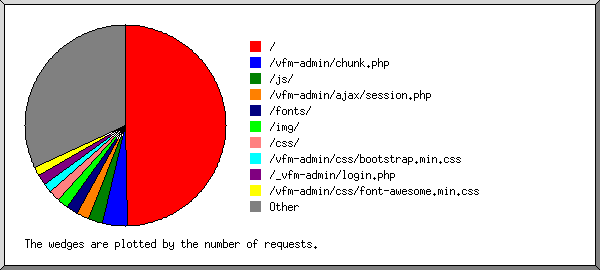 /
/vfm-admin/chunk.php
/js/
/vfm-admin/ajax/session.php
/fonts/
/img/
/css/
/vfm-admin/css/bootstrap.min.css
/_vfm-admin/login.php
/vfm-admin/css/font-awesome.min.css
Other
The wedges are plotted by the number of requests.